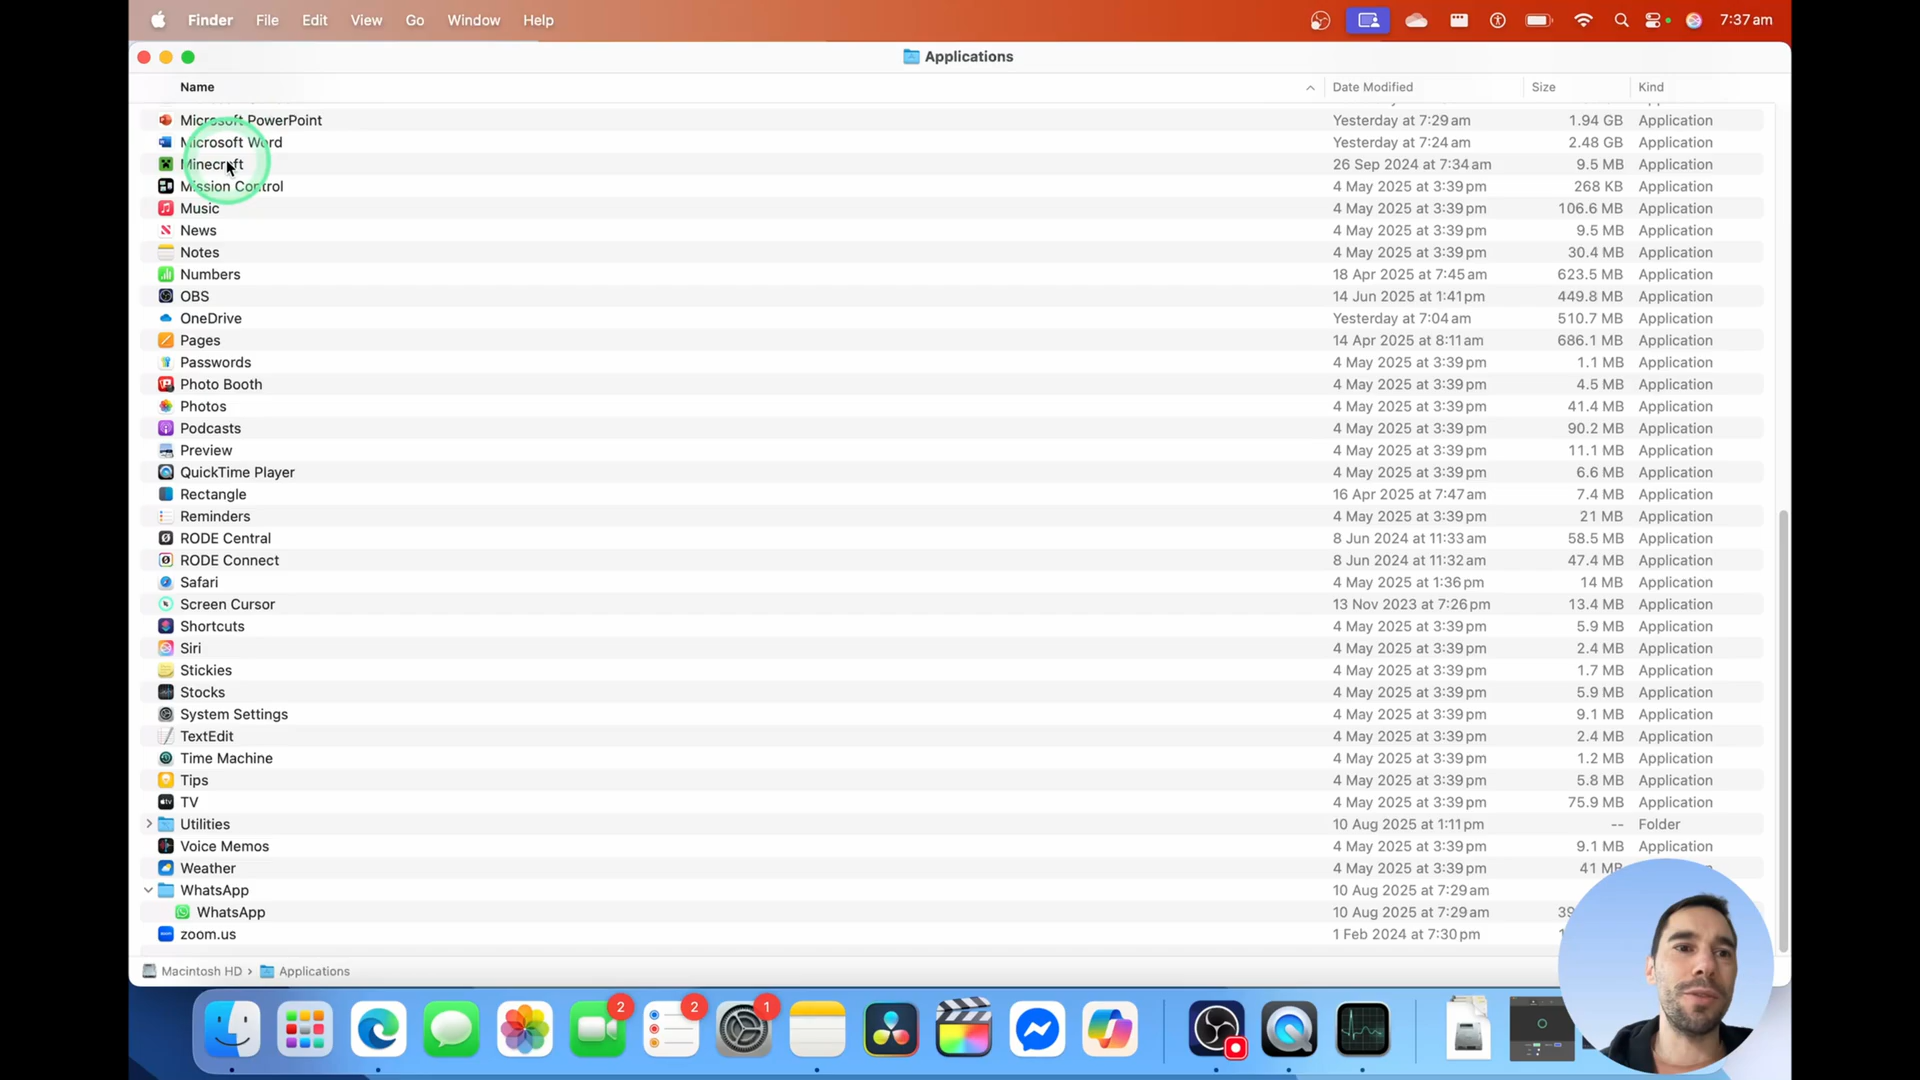 Finder File Edit View Go Window Help 7:37 am
Applications
Name Date Modified Size Kind
Microsoft PowerPoint Yesterday at 7:29 am 1.94 GB Application
Microsoft Word Yesterday at 7:24 am 2.48 GB Application
Minecraft 26 Sep 2024 at 7:34 am 9.5 MB Application
Mission Control 4 May 2025 at 3:39 pm 268 KB Application
Music 4 May 2025 at 3:39 pm 106.6 MB Application
News 4 May 2025 at 3:39 pm 9.5 MB Application
Notes 4 May 2025 at 3:39 pm 30.4 MB Application
Numbers 18 Apr 2025 at 7:45 am 623.5 MB Application
OBS 14 Jun 2025 at 1:41 pm 449.8 MB Application
OneDrive Yesterday at 7:04 am 510.7 MB Application
Pages 14 Apr 2025 at 8:11 am 686.1 MB Application
Passwords 4 May 2025 at 3:39 pm 1.1 MB Application
Photo Booth 4 May 2025 at 3:39 pm 4.5 MB Application
Photos 4 May 2025 at 3:39 pm 41.4 MB Application
Podcasts 4 May 2025 at 3:39 pm 90.2 MB Application
Preview 4 May 2025 at 3:39 pm 11.1 MB Application
QuickTime Player 4 May 2025 at 3:39 pm 6.6 MB Application
Rectangle 16 Apr 2025 at 7:47 am 7.4 MB Application
Reminders 4 May 2025 at 3:39 pm 21 MB Application
RODE Central 8 Jun 2024 at 11:33 am 58.5 MB Application
RODE Connect 8 Jun 2024 at 11:32 am 47.4 MB Application
Safari 4 May 2025 at 1:36 pm 14 MB Application
Screen Cursor 13 Nov 2023 at 7:26 pm 13.4 MB Application
Shortcuts 4 May 2025 at 3:39 pm 5.9 MB Application
Siri 4 May 2025 at 3:39 pm 2.4 MB Application
Stickies 4 May 2025 at 3:39 pm 1.7 MB Application
Stocks 4 May 2025 at 3:39 pm 5.9 MB Application
System Settings 4 May 2025 at 3:39 pm 9.1 MB Application
TextEdit 4 May 2025 at 3:39 pm 2.4 MB Application
Time Machine 4 May 2025 at 3:39 pm 1.2 MB Application
Tips 4 May 2025 at 3:39 pm 5.8 MB Application
TV 4 May 2025 at 3:39 pm 75.9 MB Application
Utilities 10 Aug 2025 at 1:11 pm -- Folder
Voice Memos 4 May 2025 at 3:39 pm 9.1 MB Application
Weather 4 May 2025 at 3:39 pm 41 MB
WhatsApp 10 Aug 2025 at 7:29 am
WhatsApp 10 Aug 2025 at 7:29 am
zoom.us 1 Feb 2024 at 7:30 pm
Macintosh HD › Applications
2 2 1